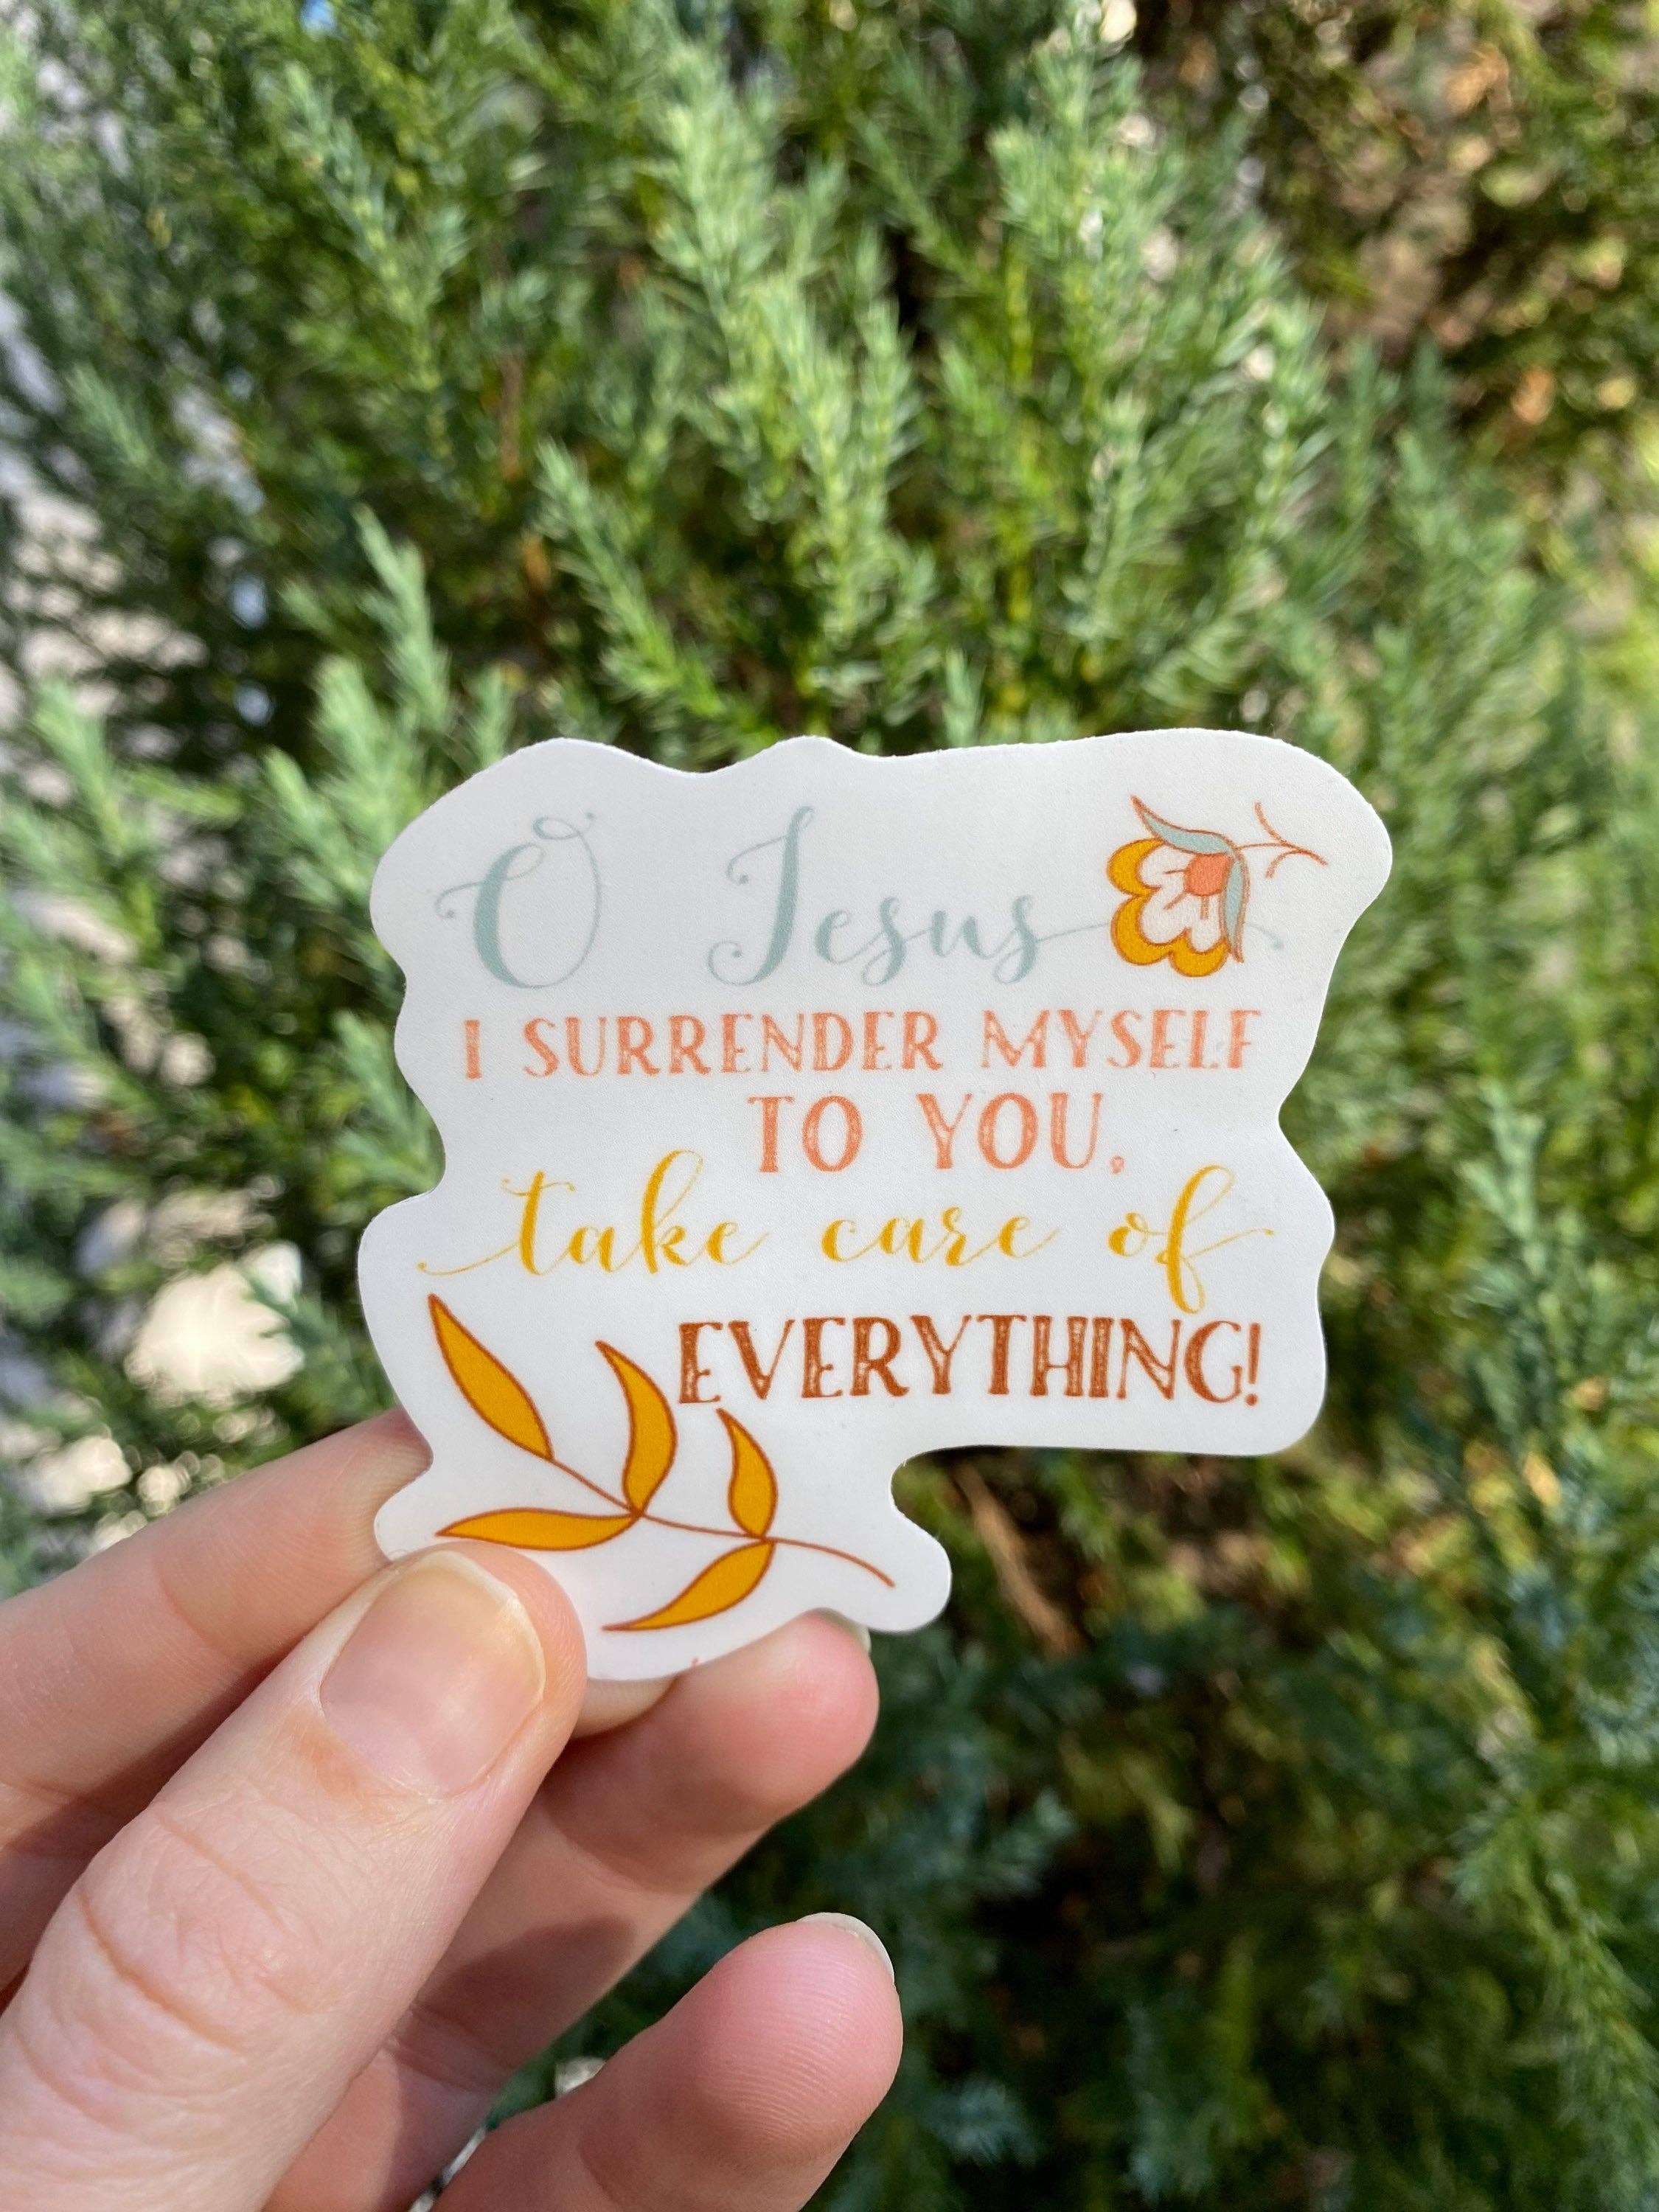 O Jesus
I SURRENDER MYSELF
TO YOU,
take care of
EVERYTHING!